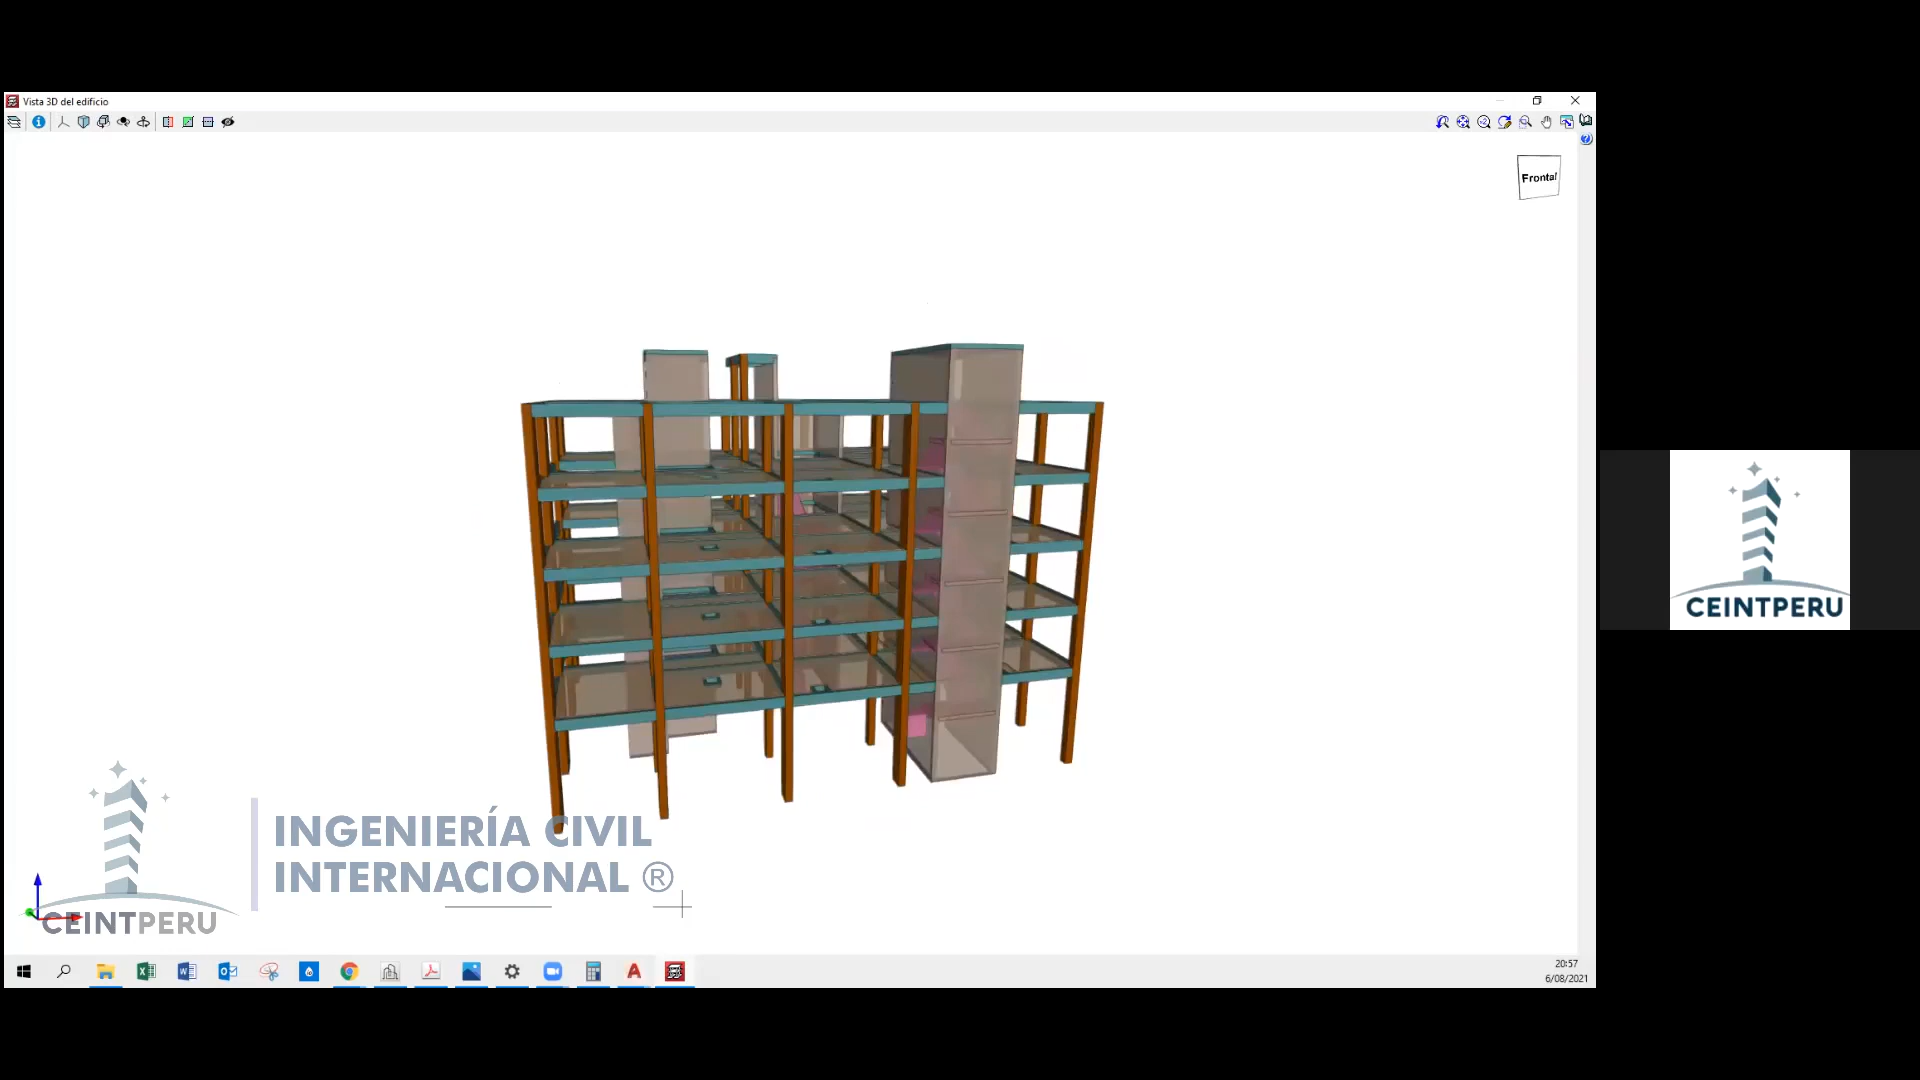 Vista 3D del edificio
Frontal
CEINTPERU
INGENIERÍA CIVIL
INTERNACIONAL ®
CEINTPERU
20:57
6/08/2021